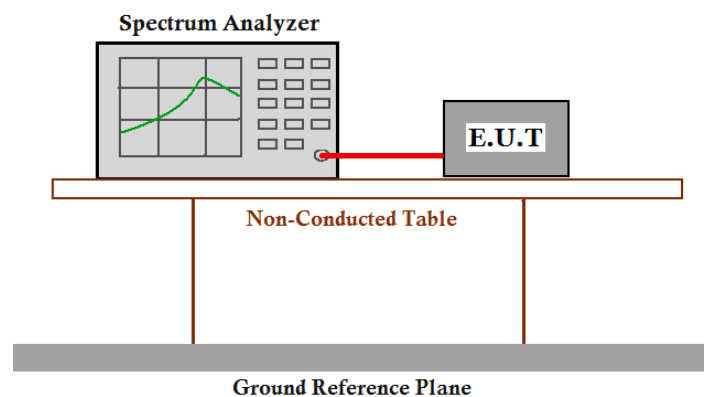 Spectrum Analyzer
E.U.T
Non-Conducted Table
Ground Reference Plane